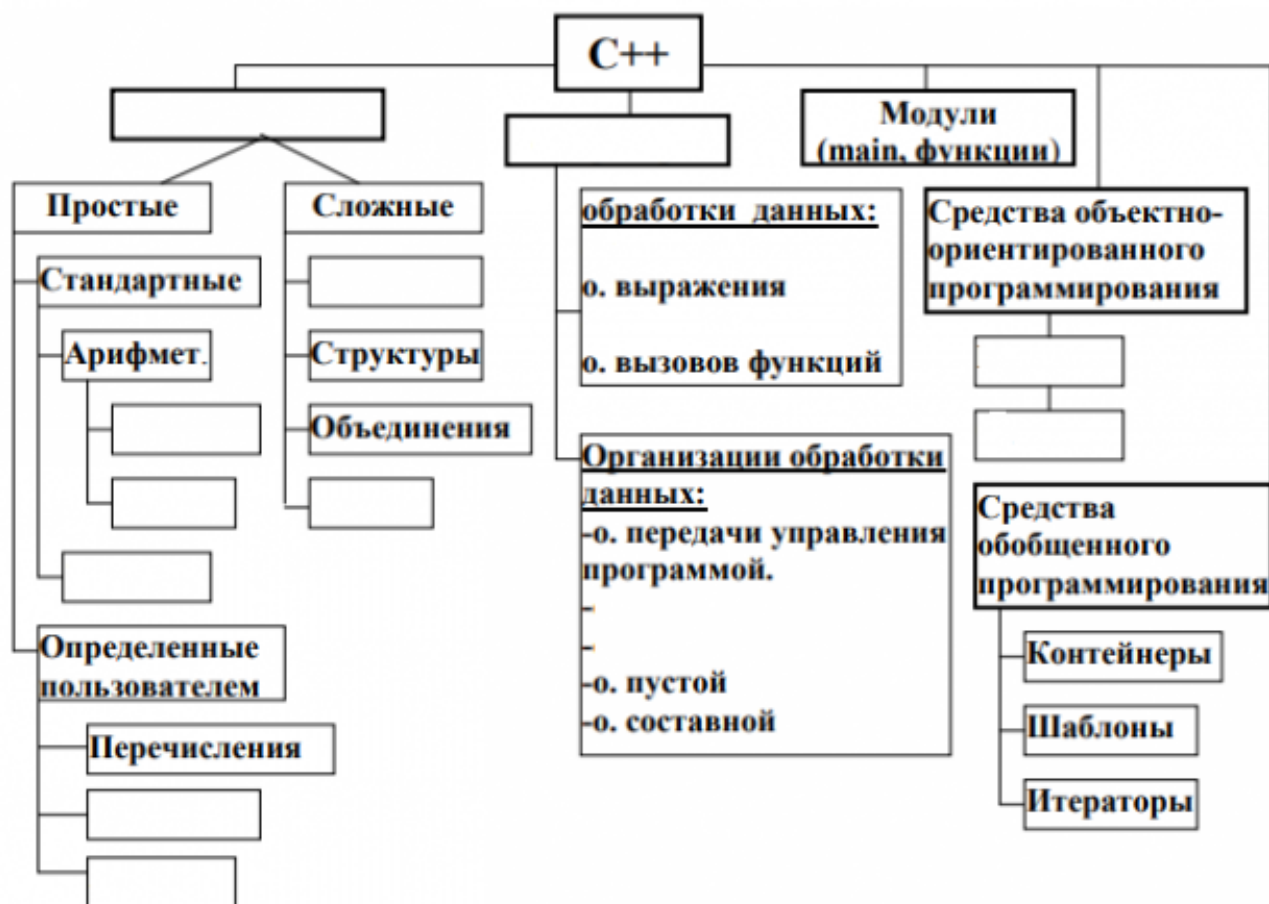 C++
Модули
(main, функции)
Простые
Сложные
Стандартные
Арифмет.
Структуры
Объединения
Определенные
пользователем
Перечисления
обработки данных:
о. выражения
о. вызовов функций
Организации обработки
данных:
-о. передачи управления
программой.
-
-
-о. пустой
-о. составной
Средства объектно-
ориентированного
программирования
Средства
обобщенного
программирования
Контейнеры
Шаблоны
Итераторы